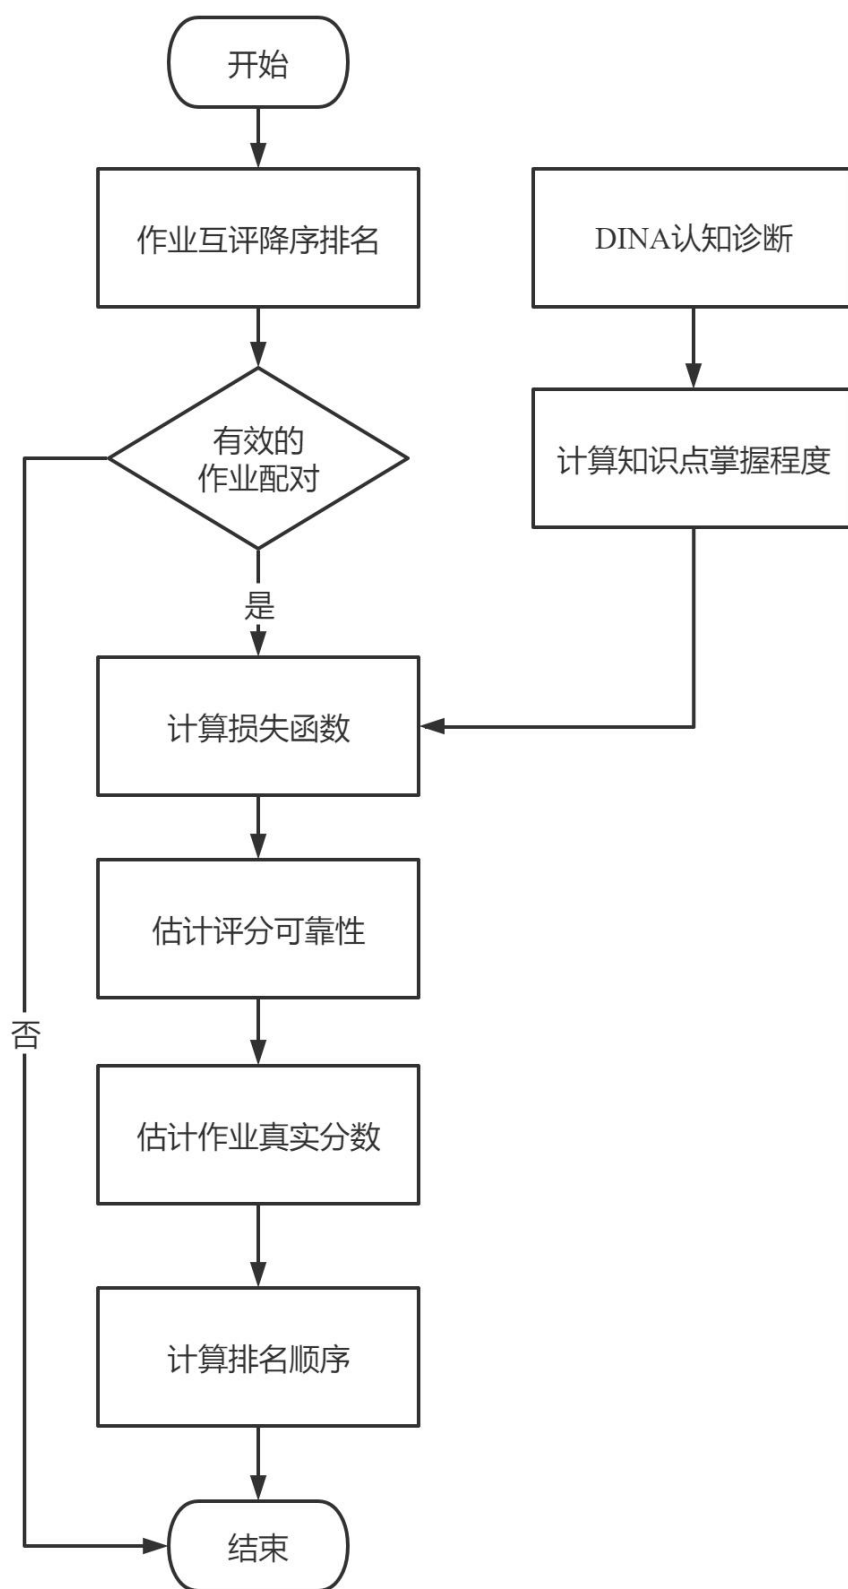 开始
作业互评降序排名
DINA认知诊断
有效的
作业配对
计算知识点掌握程度
是
计算损失函数
估计评分可靠性
否
估计作业真实分数
计算排名顺序
结束